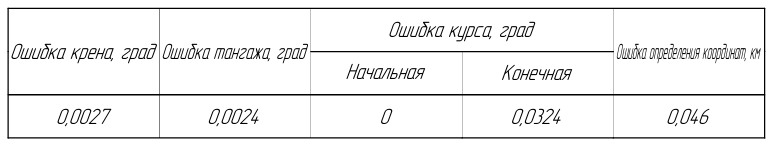 Ошибка крена, град Ошибка тангажа, град Ошибка курса, град Ошибка определения координат, км
Начальная Конечная
0,0027 0,0024 0 0,0324 0,046